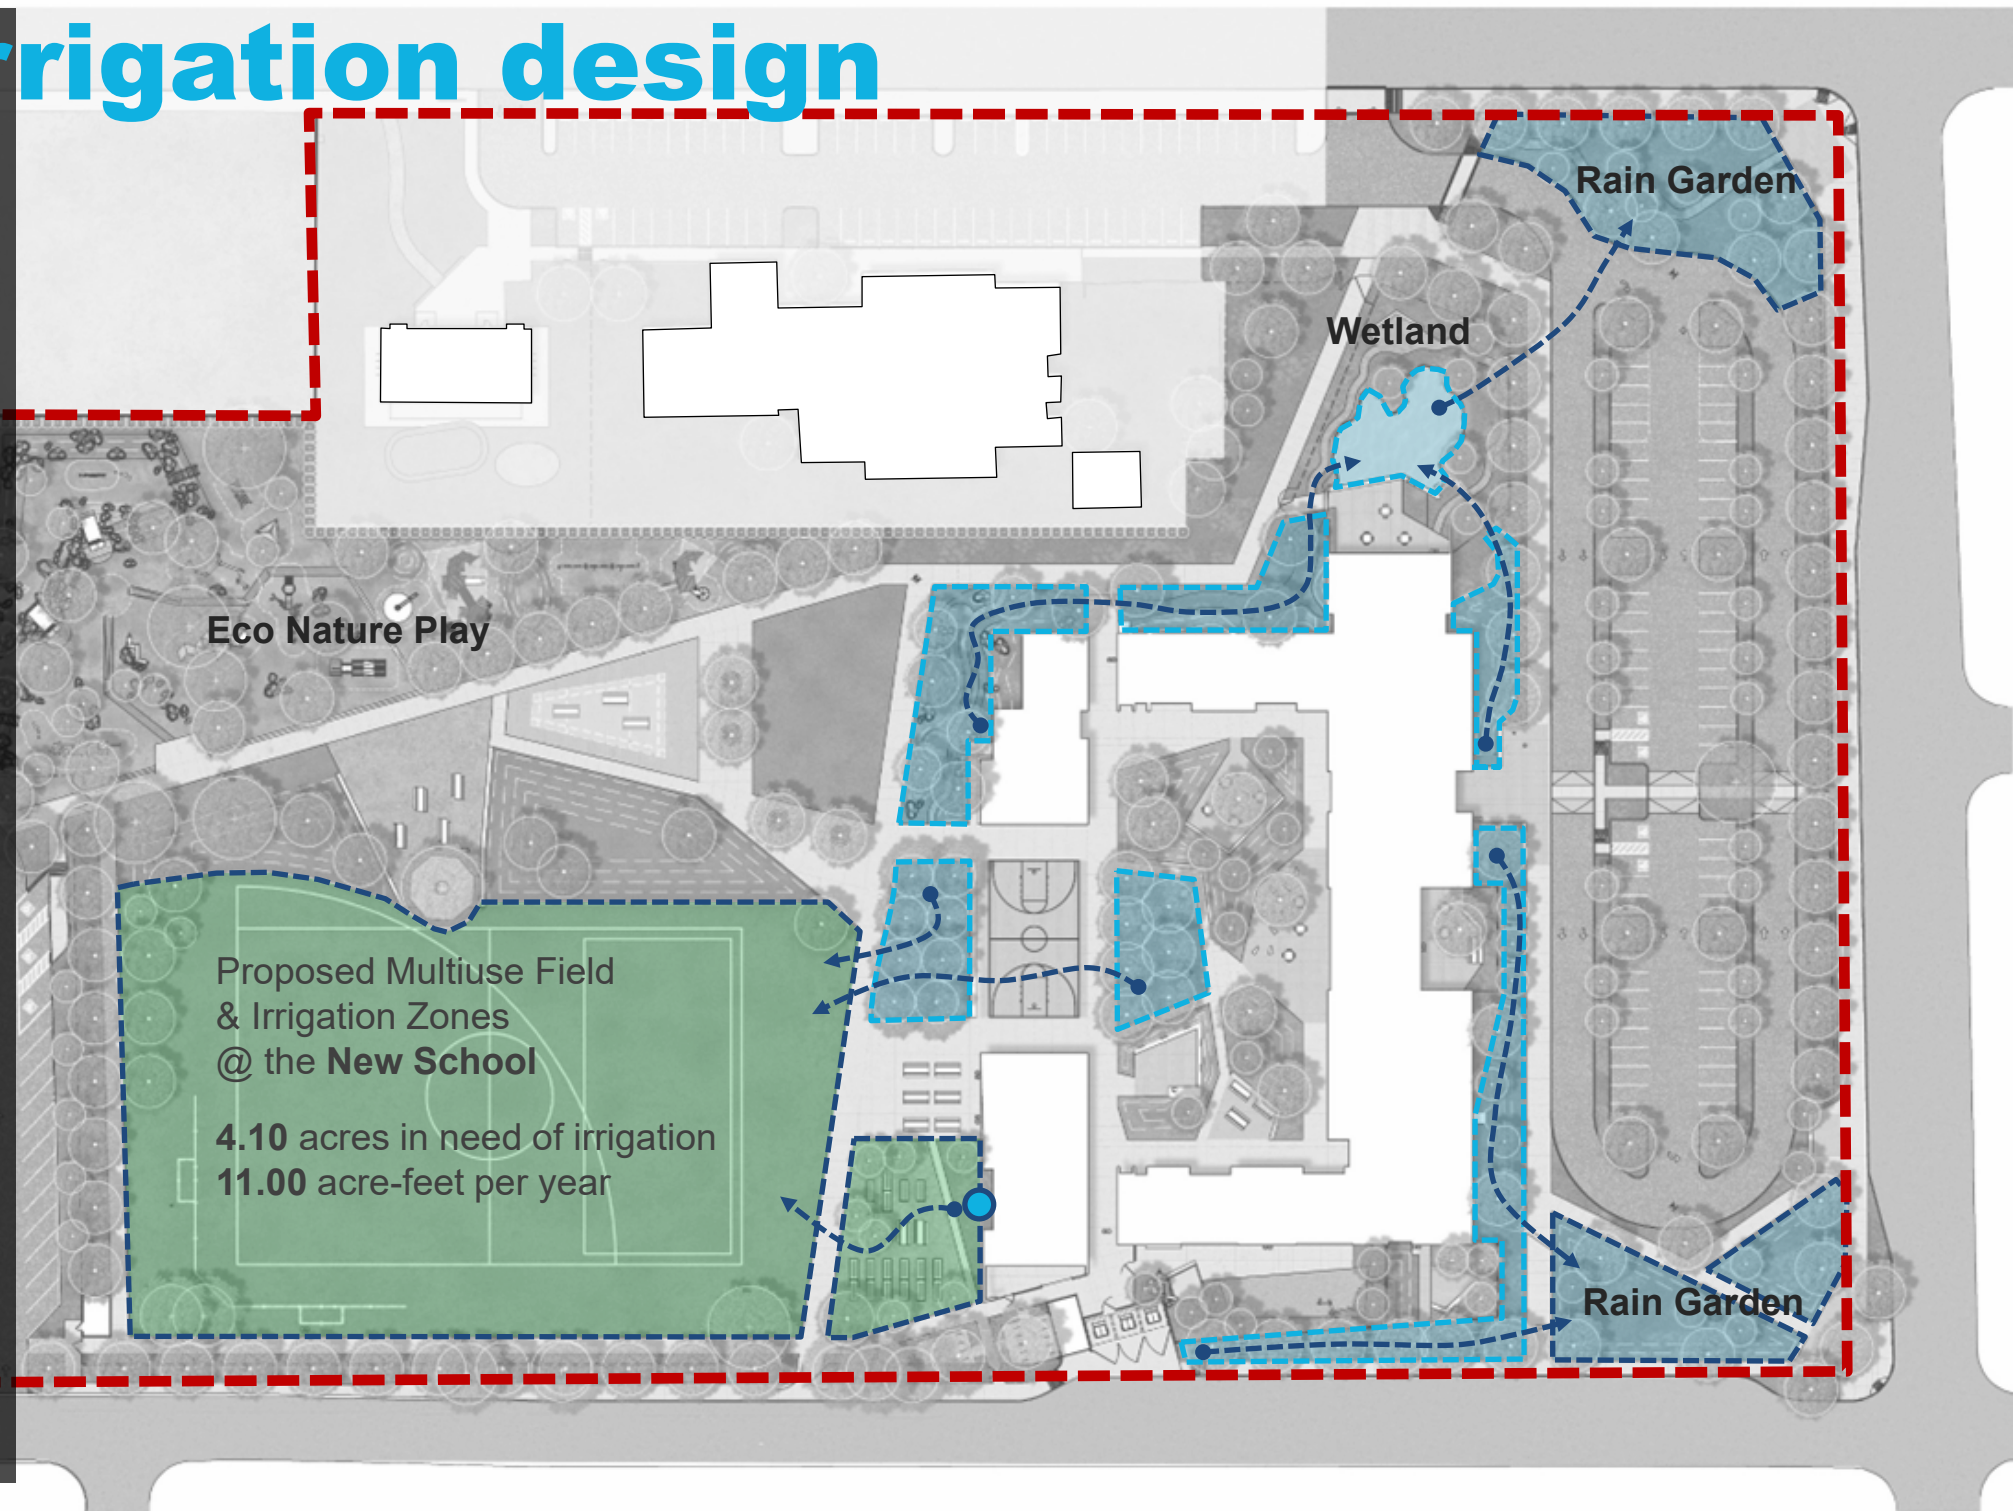 rrigation design
Rain Garden
Wetland
Eco Nature Play
Proposed Multiuse Field
& Irrigation Zones
@ the New School
4.10 acres in need of irrigation
11.00 acre-feet per year
Rain Garden